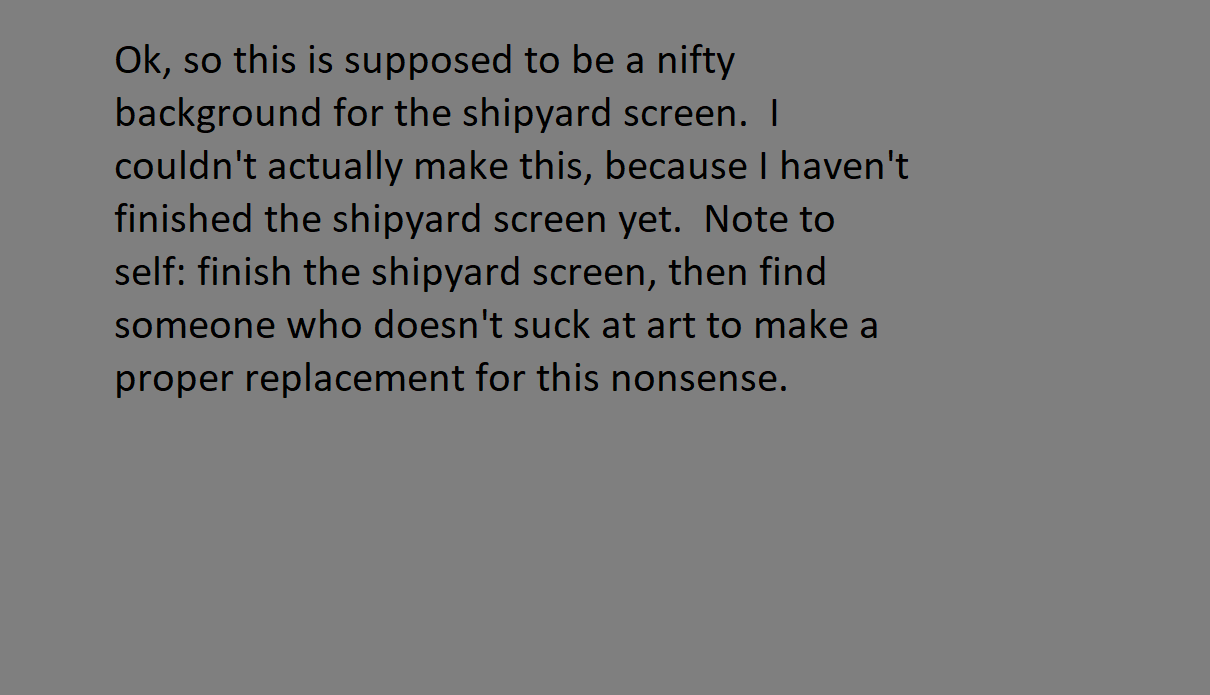 Ok, so this is supposed to be a nifty
background for the shipyard screen.  I
couldn't actually make this, because I haven't
finished the shipyard screen yet.  Note to
self: finish the shipyard screen, then find
someone who doesn't suck at art to make a
proper replacement for this nonsense.